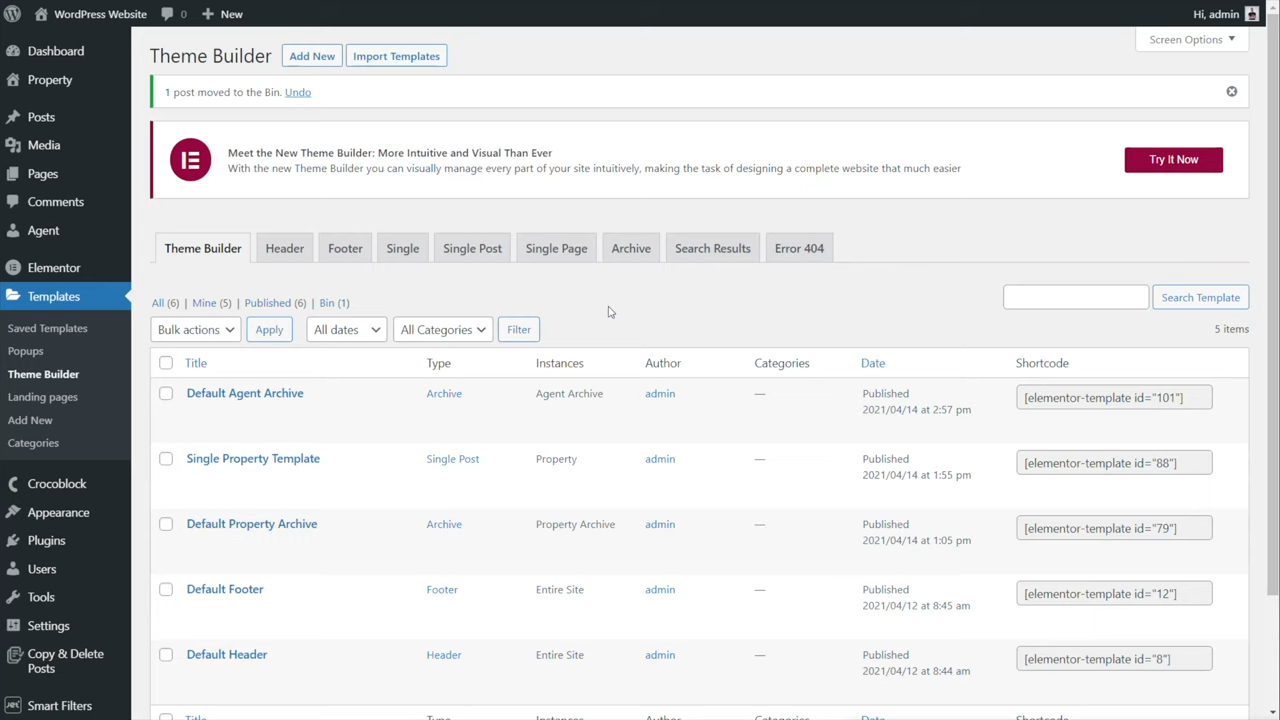 WordPress Website 0 New Hi, admin
Dashboard
Property
Posts
Media
Pages
Comments
Agent
Elementor
Templates
Saved Templates
Popups
Theme Builder
Landing pages
Add New
Categories
Crocoblock
Appearance
Plugins
Users
Tools
Settings
Copy & Delete
Posts
Smart Filters
Screen Options
Theme Builder Add New Import Templates
1 post moved to the Bin. Undo
Meet the New Theme Builder: More Intuitive and Visual Than Ever
With the new Theme Builder you can visually manage every part of your site intuitively, making the task of designing a complete website that much easier
Try It Now
Theme Builder Header Footer Single Single Post Single Page Archive Search Results Error 404
All (6) | Mine (5) | Published (6) | Bin (1)
Search Template
Bulk actions Apply All dates All Categories Filter
5 items
Title Type Instances Author Categories Date Shortcode
Default Agent Archive Archive Agent Archive admin — Published [elementor-template id="101"]
2021/04/14 at 2:57 pm
Single Property Template Single Post Property admin — Published [elementor-template id="88"]
2021/04/14 at 1:55 pm
Default Property Archive Archive Property Archive admin — Published [elementor-template id="79"]
2021/04/14 at 1:05 pm
Default Footer Footer Entire Site admin — Published [elementor-template id="12"]
2021/04/12 at 8:45 am
Default Header Header Entire Site admin — Published [elementor-template id="8"]
2021/04/12 at 8:44 am
Title Type Instances Author Categories Date Shortcode